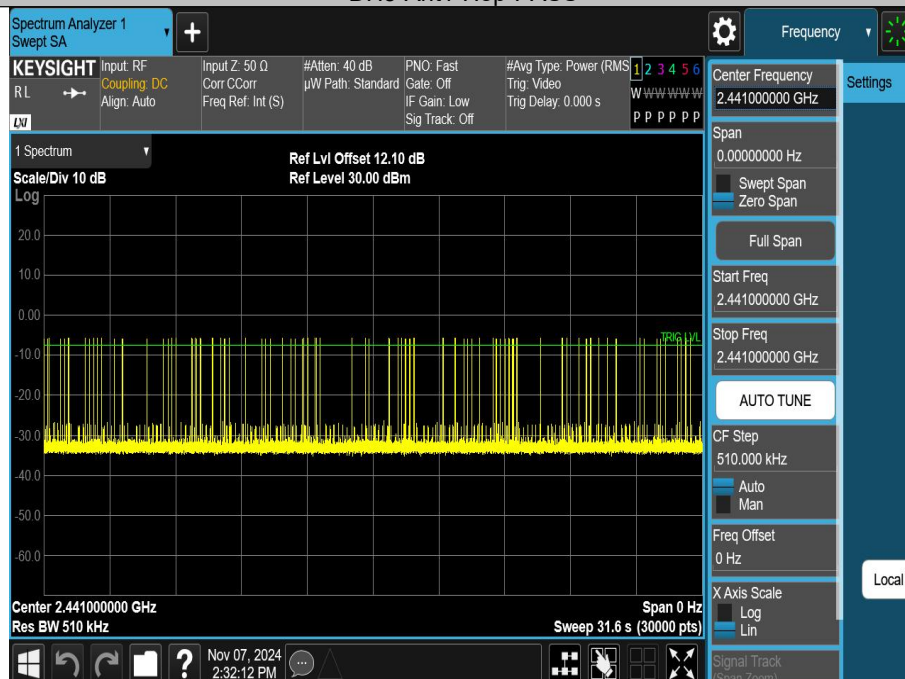 Spectrum Analyzer 1
Swept SA
Frequency
KEYSIGHT
RL
LXI
Input: RF
Coupling: DC
Align: Auto
Input Z: 50 Ω
Corr CCorr
Freq Ref: Int (S)
#Atten: 40 dB
µW Path: Standard
PNO: Fast
Gate: Off
IF Gain: Low
Sig Track: Off
#Avg Type: Power (RMS
Trig: Video
Trig Delay: 0.000 s
1 2 3 4 5 6
W W W W W W
P P P P P P
Center Frequency
2.441000000 GHz
Settings
Span
0.00000000 Hz
Swept Span
Zero Span
Full Span
Start Freq
2.441000000 GHz
Stop Freq
2.441000000 GHz
AUTO TUNE
CF Step
510.000 kHz
Auto
Man
Freq Offset
0 Hz
X Axis Scale
Log
Lin
Signal Track
(Span Zoom)
Local
1 Spectrum
Scale/Div 10 dB
Ref Lvl Offset 12.10 dB
Ref Level 30.00 dBm
Log
20.0
10.0
0.00
TRIG LVL
-10.0
-20.0
-30.0
-40.0
-50.0
-60.0
Center 2.441000000 GHz
Span 0 Hz
Res BW 510 kHz
Sweep 31.6 s (30000 pts)
?
Nov 07, 2024
2:32:12 PM